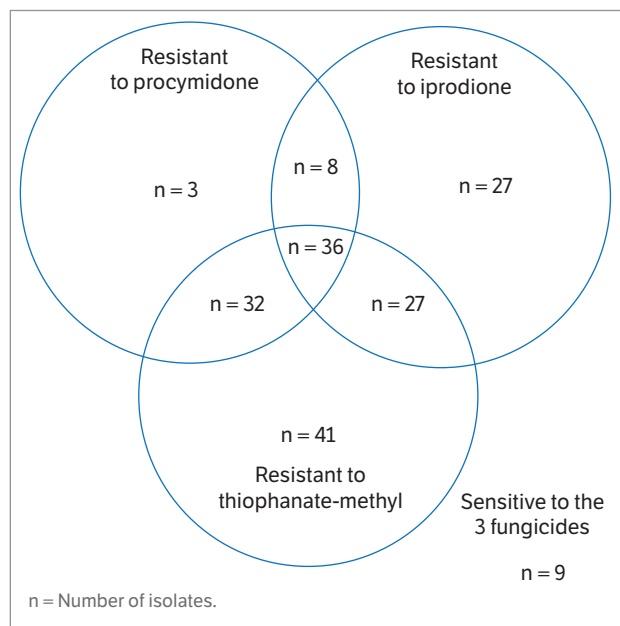 Resistant
to procymidone
Resistant
to iprodione
n = 8
n = 3
n = 27
n = 36
n = 32
n = 27
n = 41
Resistant to
thiophanate-methyl
Sensitive to the
3 fungicides
n = 9
n = Number of isolates.